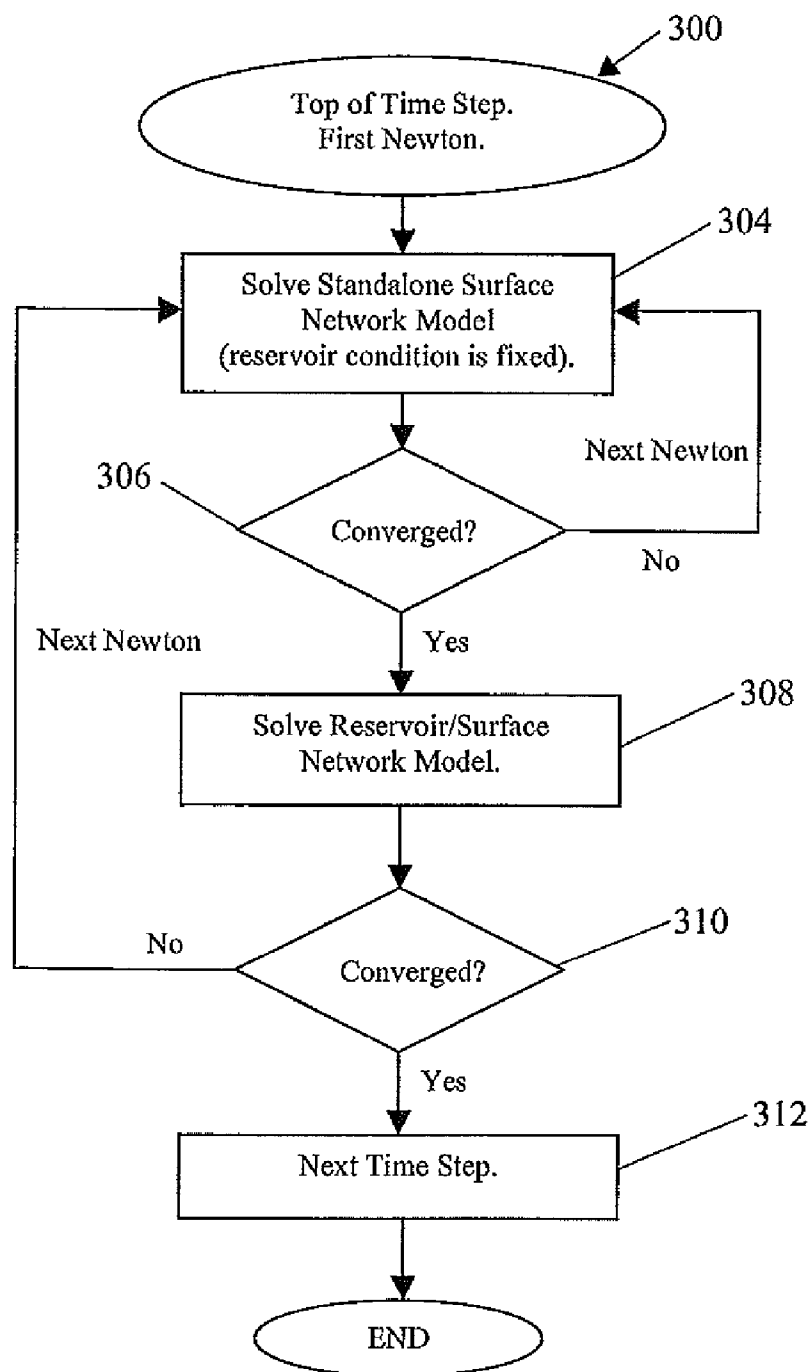 300
Top of Time Step.
First Newton.
304
Solve Standalone Surface
Network Model
(reservoir condition is fixed).
Next Newton
306
Converged?
No
Next Newton
Yes
308
Solve Reservoir/Surface
Network Model.
310
No
Converged?
Yes
312
Next Time Step.
END